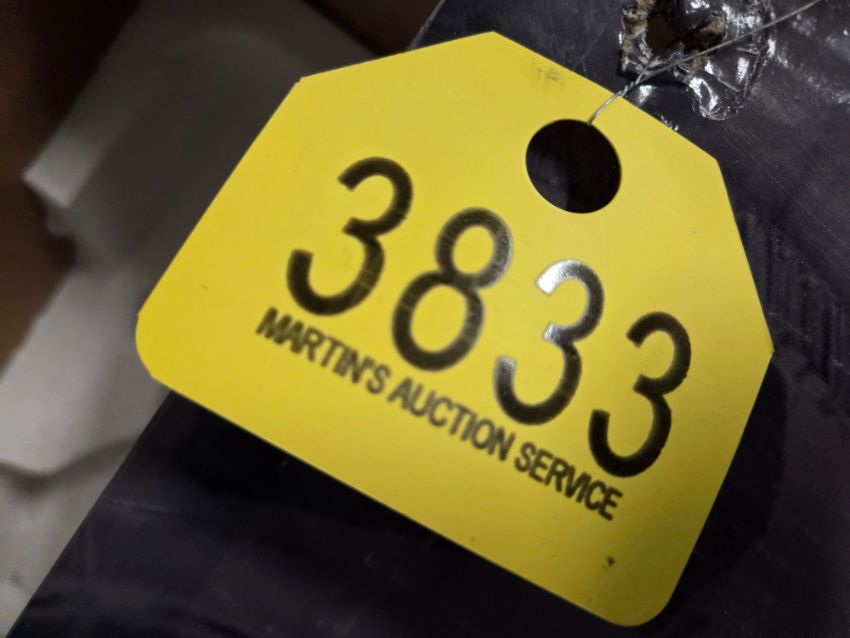 3833
MARTIN'S AUCTION SERVICE